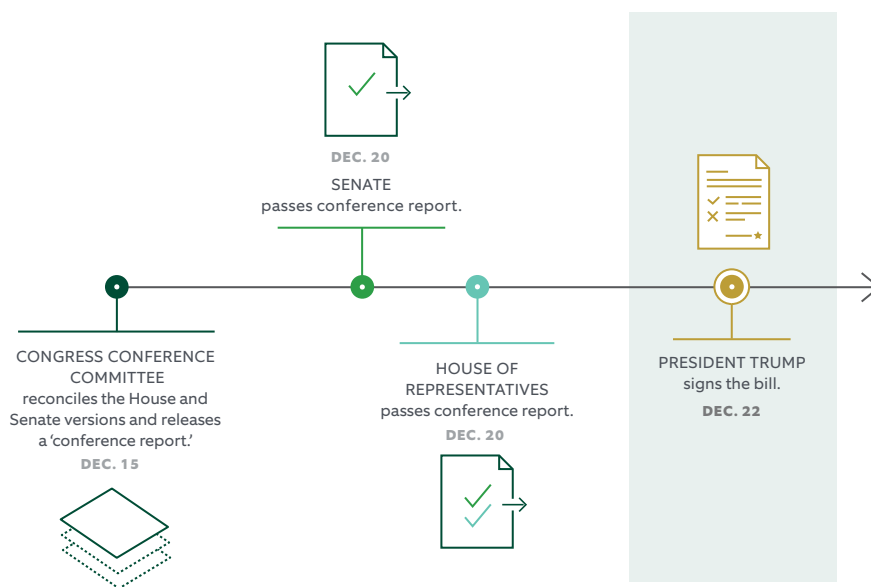 DEC. 20
SENATE
passes conference report.
CONGRESS CONFERENCE
COMMITTEE
reconciles the House and
Senate versions and releases
a ‘conference report.’
DEC. 15
HOUSE OF
REPRESENTATIVES
passes conference report.
DEC. 20
PRESIDENT TRUMP
signs the bill.
DEC. 22